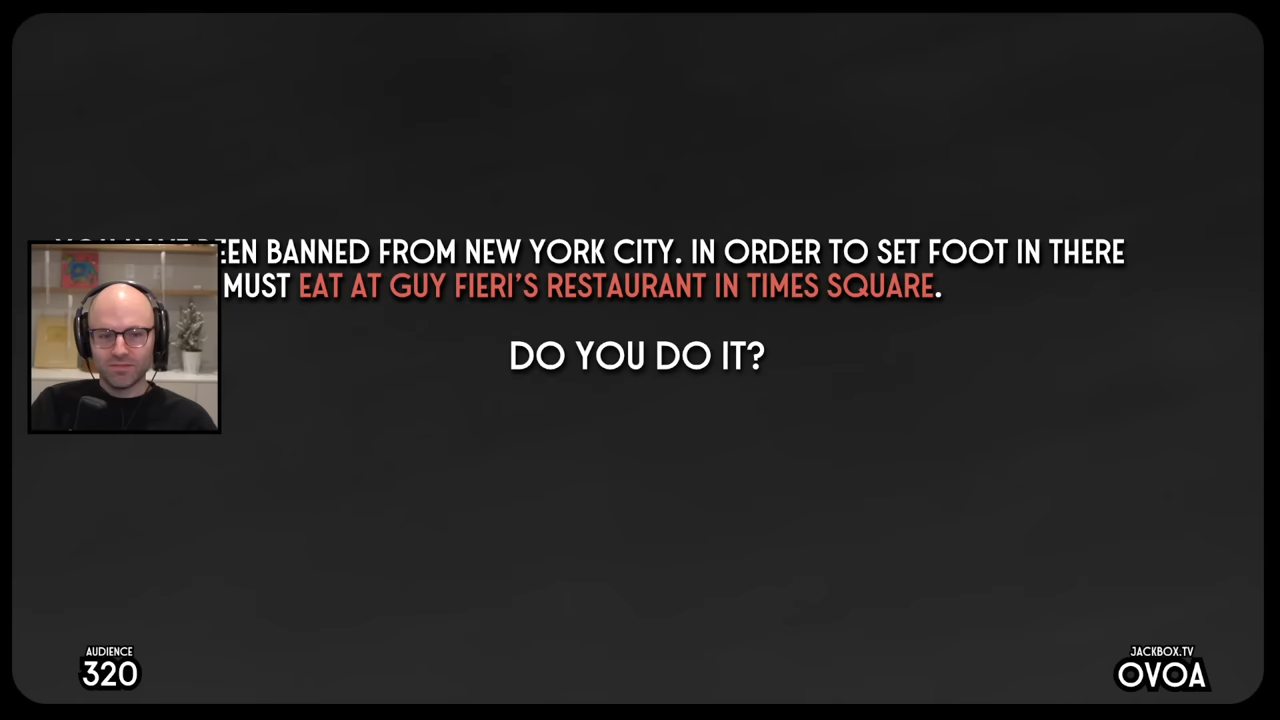 BEEN BANNED FROM NEW YORK CITY. IN ORDER TO SET FOOT IN THERE
MUST EAT AT GUY FIERI'S RESTAURANT IN TIMES SQUARE.
DO YOU DO IT?
AUDIENCE
320
JACKBOX.TV
OVOA